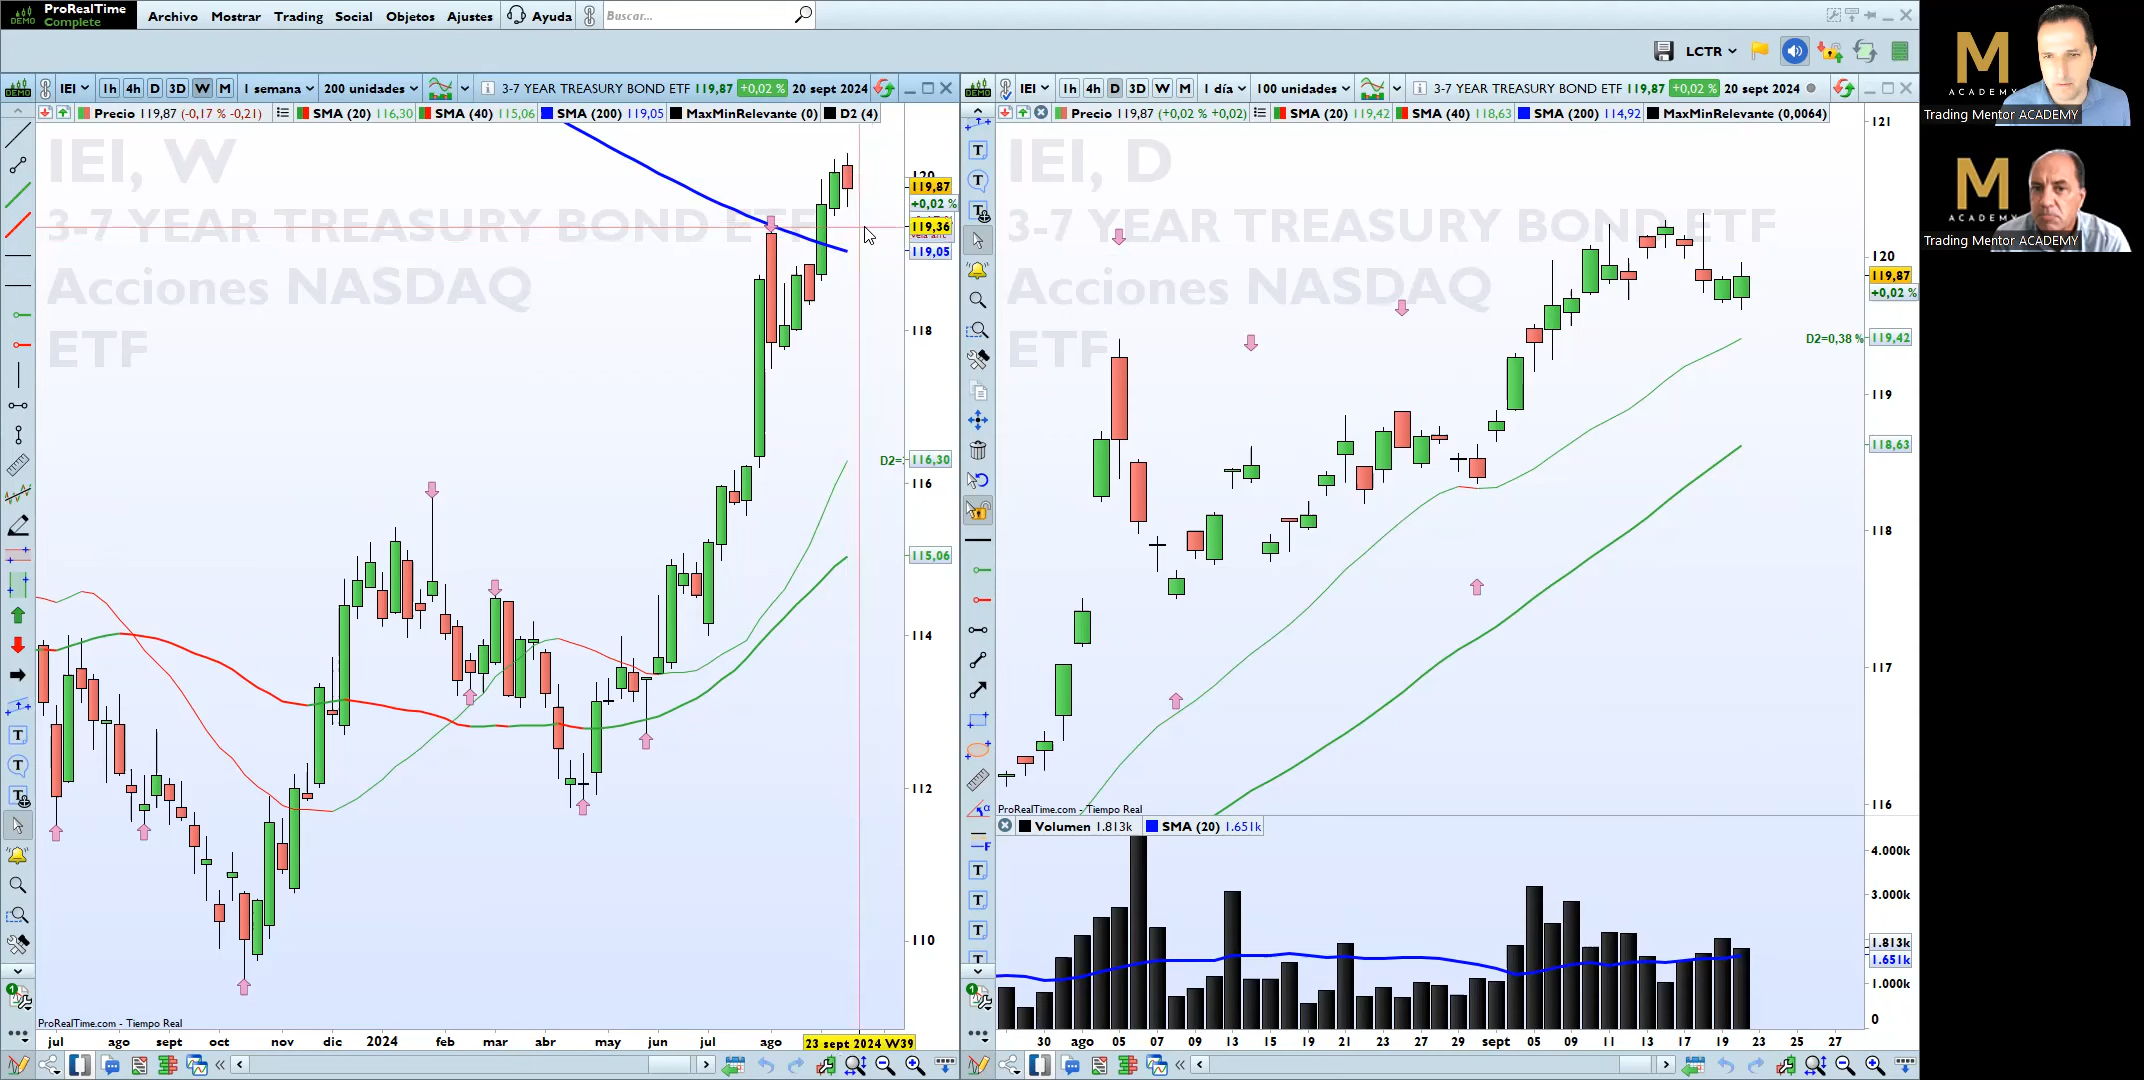 ProRealTime
DEMO Complete
Archivo Mostrar Trading Social Objetos Ajustes Ayuda Buscar...
LCTR
M
ACADEMY
Trading Mentor ACADEMY
M
ACADEMY
Trading Mentor ACADEMY
DEMO IEI 1h 4h D 3D W M 1 semana 200 unidades 3-7 YEAR TREASURY BOND ETF 119,87 +0,02 % 20 sept 2024
Precio 119,87 (-0,17 % -0,21) SMA (20) 116,30 SMA (40) 115,06 SMA (200) 119,05 MaxMinRelevante (0) D2 (4)
IEI, W
3-7 YEAR TREASURY BOND ETF
Acciones NASDAQ
ETF
120
119,87
+0,02 %
119,36
119,05
118
D2=
116,30
116
115,06
114
112
110
ProRealTime.com - Tiempo Real
jul ago sept oct nov dic 2024 feb mar abr may jun jul ago 23 sept 2024 W39
DEMO IEI 1h 4h D 3D W M 1 día 100 unidades 3-7 YEAR TREASURY BOND ETF 119,87 +0,02 % 20 sept 2024
Precio 119,87 (+0,02 % +0,02) SMA (20) 119,42 SMA (40) 118,63 SMA (200) 114,92 MaxMinRelevante (0,0064)
IEI, D
3-7 YEAR TREASURY BOND ETF
Acciones NASDAQ
ETF
121
120
119,87
+0,02 %
D2=0,38 % 119,42
119
118,63
118
117
116
ProRealTime.com - Tiempo Real
Volumen 1.813k SMA (20) 1.651k
4.000k
3.000k
1.813k
1.651k
1.000k
0
30 ago 05 07 09 13 15 19 21 23 27 29 sept 05 09 11 13 17 19 23 25 27